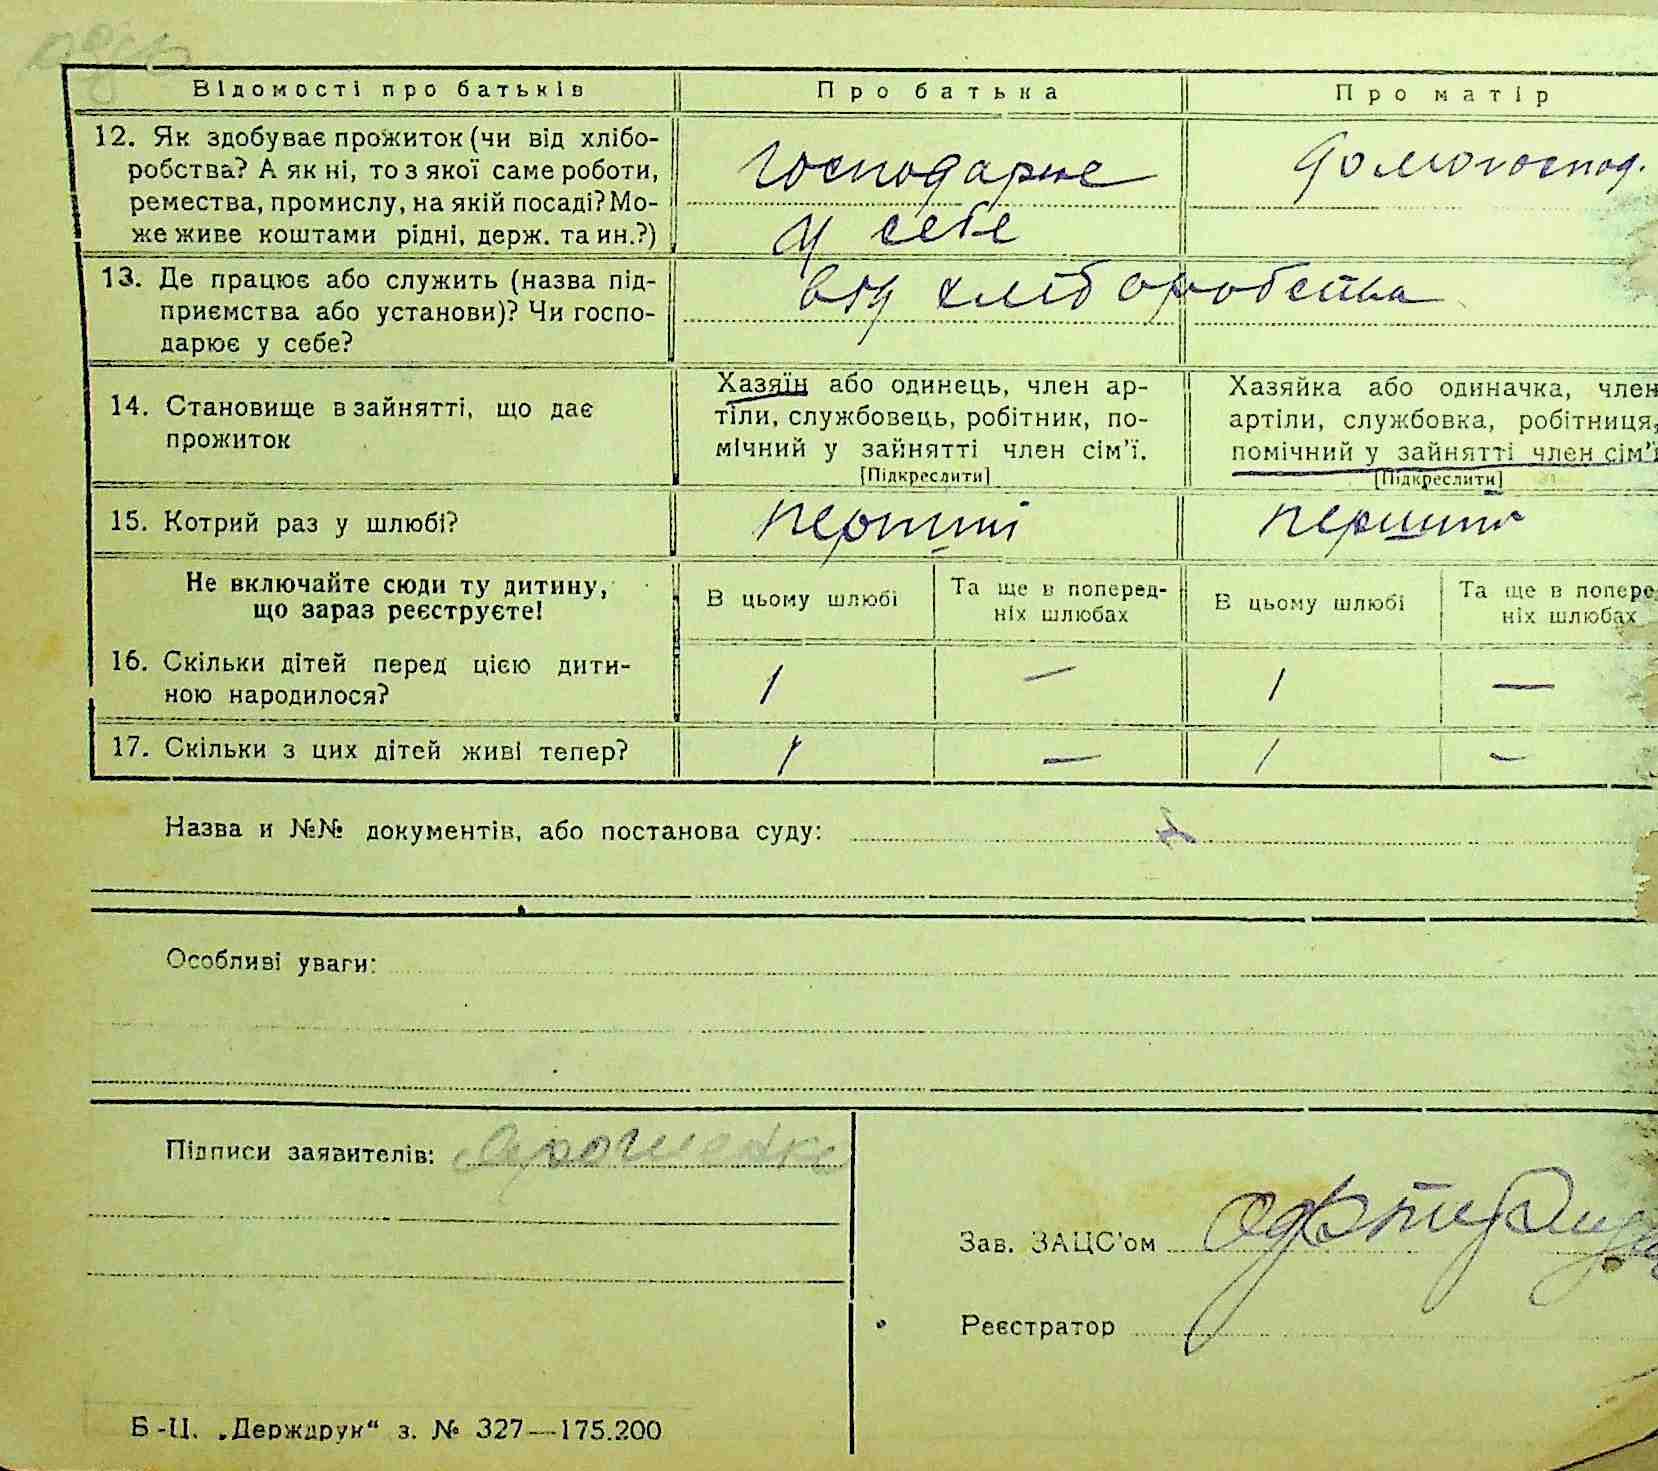 Відомості про батьків
Про батька
Про матір
12. Як здобуває прожиток (чи від хлібо-
робства? А як ні, то з якої саме роботи,
ремества, промислу, на якій посаді? Мо-
же живе коштами рідні, держ. та ин.?)
господарює
у себе
домогоспод.
13. Де працює або служить (назва під-
приємства або установи)? Чи госпо-
дарює у себе?
від хліборобства
14. Становище в зайнятті, що дає
прожиток
Хазяїн або одинець, член ар-
тіли, службовець, робітник, по-
мічний у зайнятті член сім'ї.
[Підкреслити]
Хазяйка або одиначка, член
артіли, службовка, робітниця,
помічний у зайнятті член сім'ї
[Підкреслити]
15. Котрий раз у шлюбі?
перший
перший
Не включайте сюди ту дитину,
що зараз реєструєте!
В цьому шлюбі
Та ще в поперед-
ніх шлюбах
В цьому шлюбі
Та ще в попере
ніх шлюбах
16. Скільки дітей перед цією дити-
ною народилося?
1 — 1 —
17. Скільки з цих дітей живі тепер?
1 — 1 —
Назва и №№ документів, або постанова суду:
Особливі уваги:
Підписи заявителів:
Зав. ЗАЦС'ом
Реєстратор
Б-Ц. „Держдрук“ з. № 327—175.200